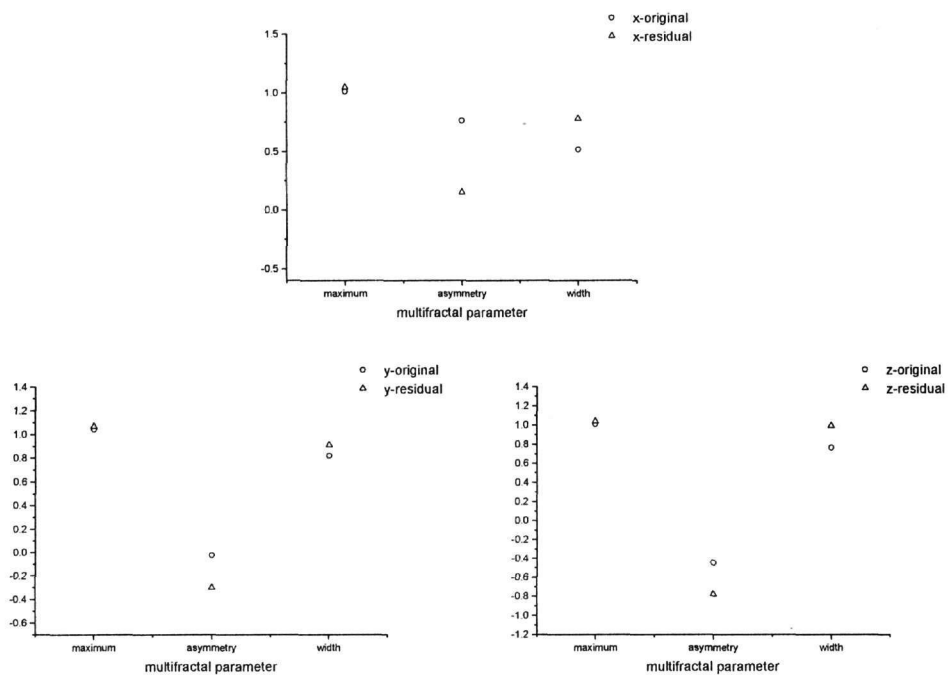 x-original
x-residual
1.5
1.0
0.5
0.0
-0.5
maximum asymmetry width
multifractal parameter
y-original
y-residual
1.4
1.2
1.0
0.8
0.6
0.4
0.2
0.0
-0.2
-0.4
-0.6
maximum asymmetry width
multifractal parameter
z-original
z-residual
1.4
1.2
1.0
0.8
0.6
0.4
0.2
0.0
-0.2
-0.4
-0.6
-0.8
-1.0
-1.2
maximum asymmetry width
multifractal parameter